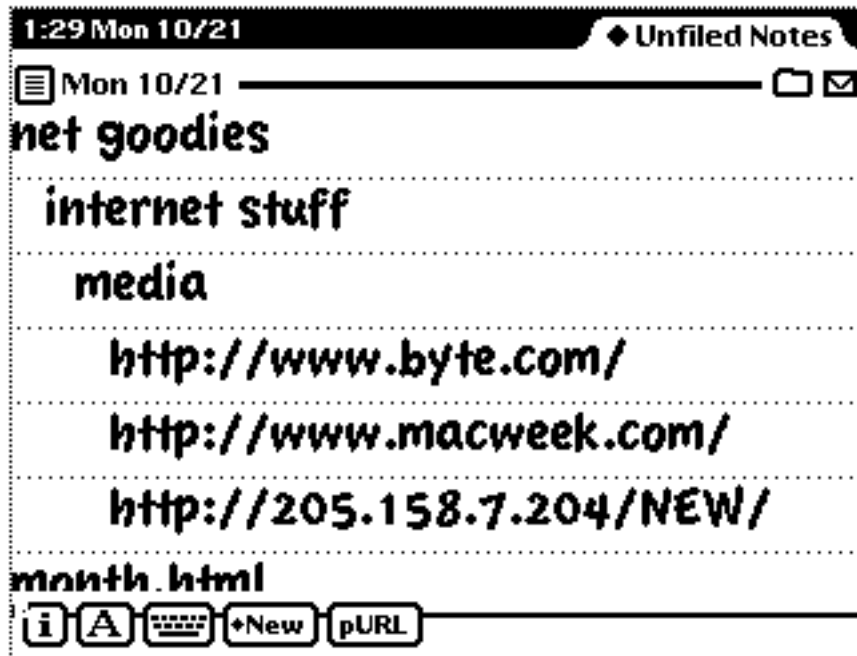 1:29 Mon 10/21
◆Unfiled Notes
Mon 10/21
net goodies
internet stuff
media
http://www.byte.com/
http://www.macweek.com/
http://205.158.7.204/NEW/
month.html
i A ◆New pURL